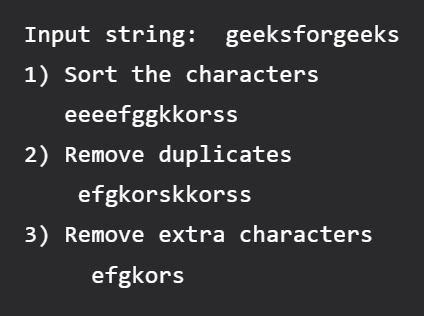 Input string:  geeksforgeeks
1) Sort the characters
eeeefggkkorss
2) Remove duplicates
efgkorskkorss
3) Remove extra characters
efgkors